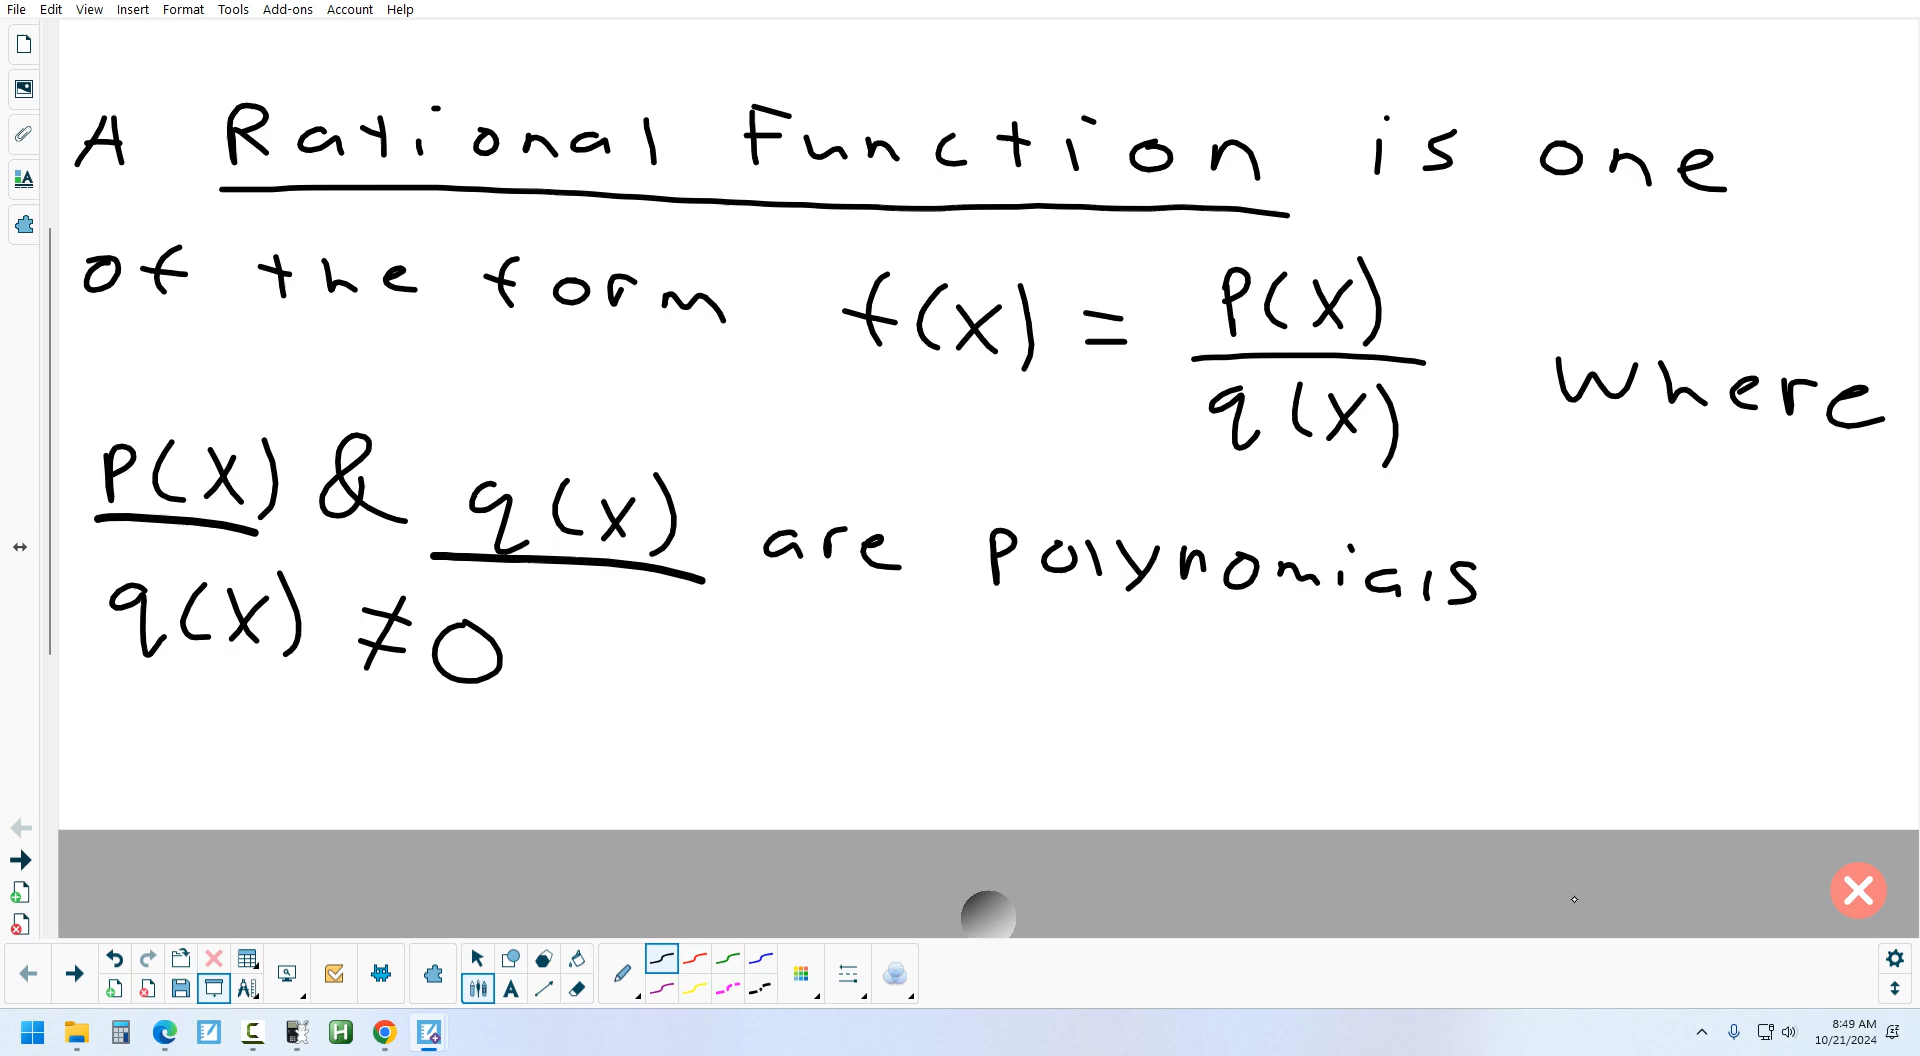 File Edit View Insert Format Tools Add-ons Account Help
A Rational Function is one
of the form f(x) = P(x)/q(x) where
P(x) & q(x) are Polynomials
q(x) ≠ 0
8:49 AM
10/21/2024